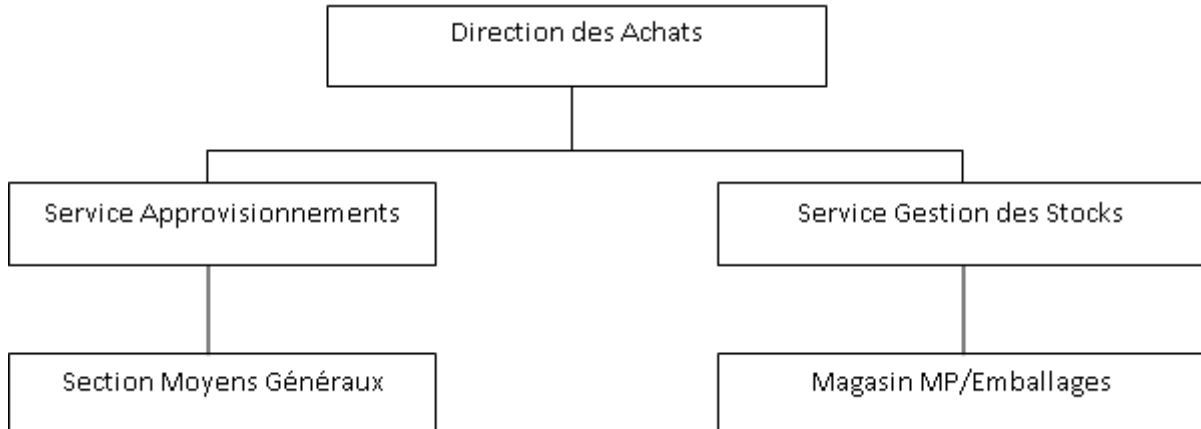 Direction des Achats
Service Approvisionnements
Service Gestion des Stocks
Section Moyens Généraux
Magasin MP/Emballages